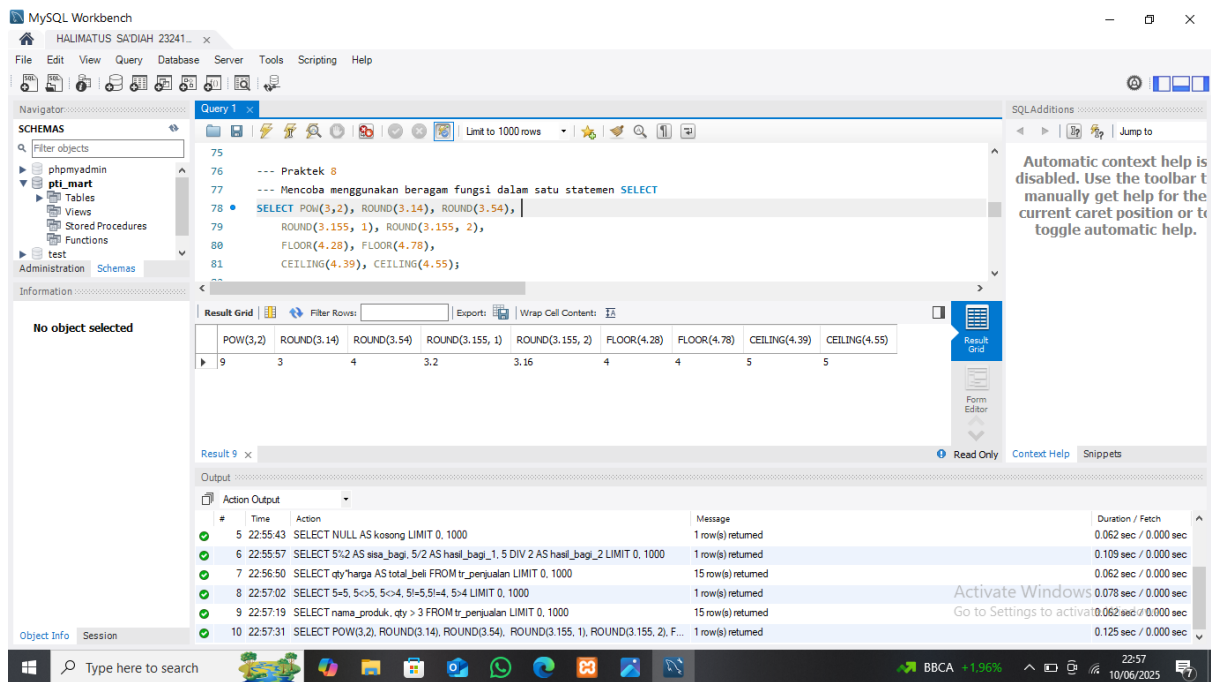 MySQL Workbench
HALIMATUS SA'DIAH 23241...
File Edit View Query Database Server Tools Scripting Help
Navigator
SCHEMAS
Filter objects
phpmyadmin
pti_mart
Tables
Views
Stored Procedures
Functions
test
Administration Schemas
Information
No object selected
Object Info Session
Query 1
Limit to 1000 rows
75
76 --- Praktek 8
77 --- Mencoba menggunakan beragam fungsi dalam satu statemen SELECT
78 SELECT POW(3,2), ROUND(3.14), ROUND(3.54),
79 ROUND(3.155, 1), ROUND(3.155, 2),
80 FLOOR(4.28), FLOOR(4.78),
81 CEILING(4.39), CEILING(4.55);
Result Grid Filter Rows: Export: Wrap Cell Content:
POW(3,2) ROUND(3.14) ROUND(3.54) ROUND(3.155, 1) ROUND(3.155, 2) FLOOR(4.28) FLOOR(4.78) CEILING(4.39) CEILING(4.55)
9 3 4 3.2 3.16 4 4 5 5
Result
Grid
Form
Editor
Result 9
Read Only
SQLAdditions
Jump to
Automatic context help is
disabled. Use the toolbar t
manually get help for the
current caret position or to
toggle automatic help.
Context Help Snippets
Output
Action Output
# Time Action Message Duration / Fetch
5 22:55:43 SELECT NULL AS kosong LIMIT 0, 1000 1 row(s) returned 0.062 sec / 0.000 sec
6 22:55:57 SELECT 5%2 AS sisa_bagi, 5/2 AS hasil_bagi_1, 5 DIV 2 AS hasil_bagi_2 LIMIT 0, 1000 1 row(s) returned 0.109 sec / 0.000 sec
7 22:56:50 SELECT qty*harga AS total_beli FROM tr_penjualan LIMIT 0, 1000 15 row(s) returned 0.062 sec / 0.000 sec
8 22:57:02 SELECT 5=5, 5<>5, 5<>4, 5!=5,5!=4, 5>4 LIMIT 0, 1000 1 row(s) returned 0.078 sec / 0.000 sec
9 22:57:19 SELECT nama_produk, qty > 3 FROM tr_penjualan LIMIT 0, 1000 15 row(s) returned 0.062 sec / 0.000 sec
10 22:57:31 SELECT POW(3,2), ROUND(3.14), ROUND(3.54), ROUND(3.155, 1), ROUND(3.155, 2), F... 1 row(s) returned 0.125 sec / 0.000 sec
Activate Windows
Go to Settings to activate
Type here to search
BBCA +1,96%
22:57
10/06/2025
7